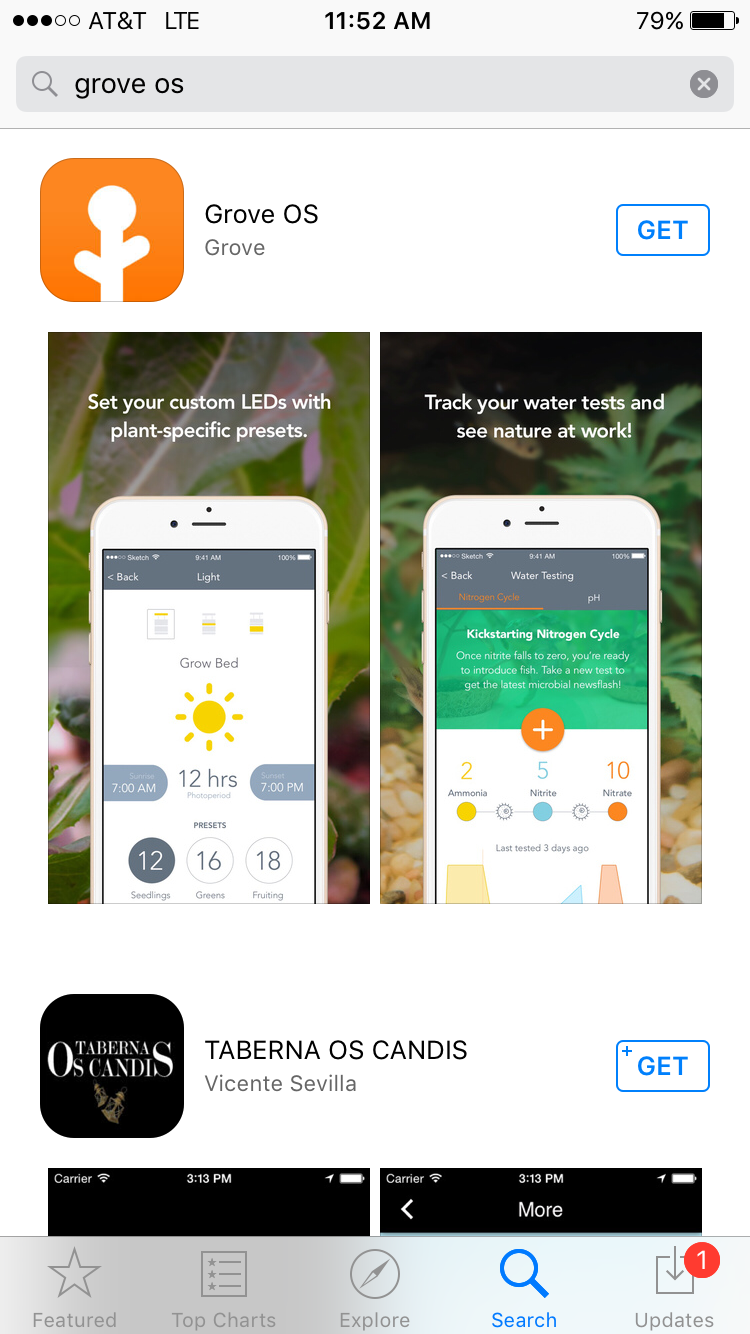 AT&T LTE 11:52 AM 79%
grove os
Grove OS
Grove
GET
Set your custom LEDs with
plant-specific presets.
Sketch 9:41 AM 100%
< Back Light
Grow Bed
Sunrise
7:00 AM
12 hrs
Photoperiod
Sunset
7:00 PM
PRESETS
12 16 18
Seedlings Greens Fruiting
Track your water tests and
see nature at work!
Sketch 9:41 AM 100%
< Back Water Testing
Nitrogen Cycle pH
Kickstarting Nitrogen Cycle
Once nitrite falls to zero, you're ready
to introduce fish. Take a new test to
get the latest microbial newsflash!
+
2 5 10
Ammonia Nitrite Nitrate
Last tested 3 days ago
TABERNA
OS CANDIS
TABERNA OS CANDIS
Vicente Sevilla
+ GET
Carrier 3:13 PM
Carrier 3:13 PM
More
1
Featured Top Charts Explore Search Updates